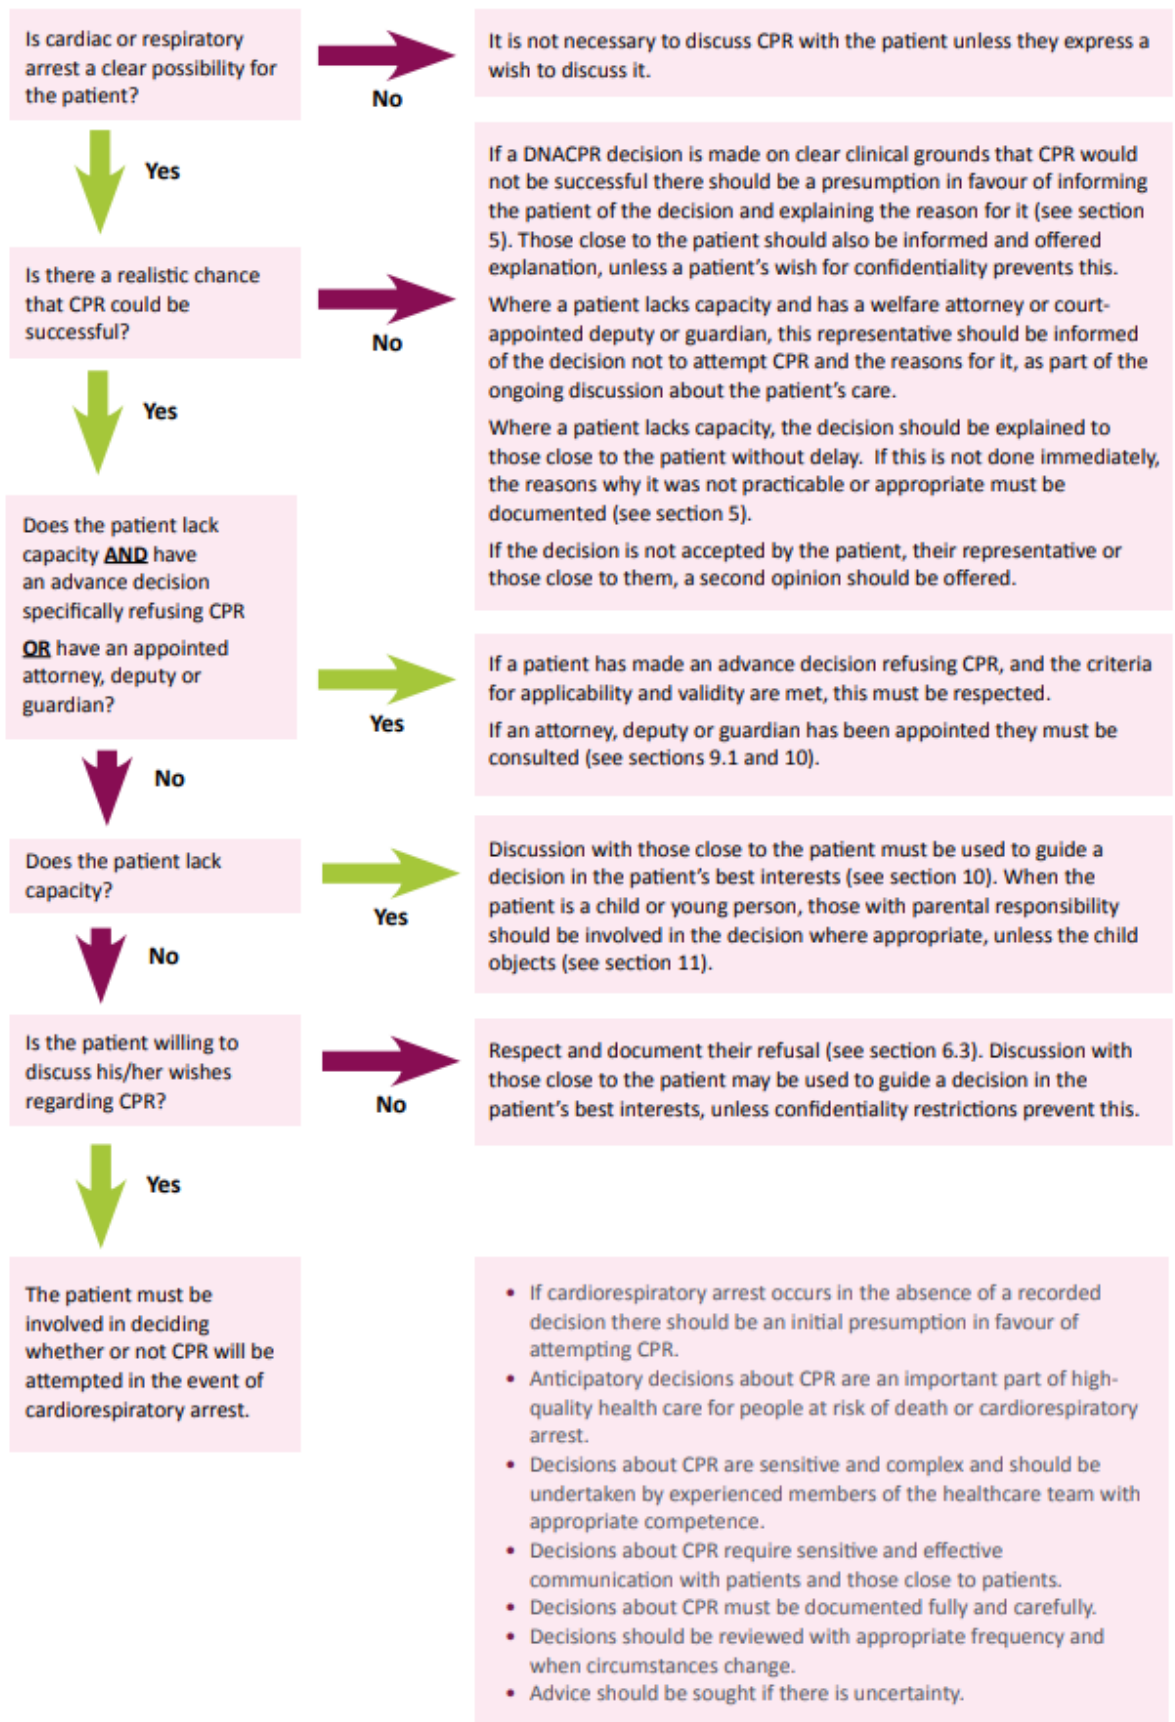 Is cardiac or respiratory
arrest a clear possibility for
the patient?
No
It is not necessary to discuss CPR with the patient unless they express a
wish to discuss it.
Yes
Is there a realistic chance
that CPR could be
successful?
No
If a DNACPR decision is made on clear clinical grounds that CPR would
not be successful there should be a presumption in favour of informing
the patient of the decision and explaining the reason for it (see section
5). Those close to the patient should also be informed and offered
explanation, unless a patient's wish for confidentiality prevents this.
Where a patient lacks capacity and has a welfare attorney or court-
appointed deputy or guardian, this representative should be informed
of the decision not to attempt CPR and the reasons for it, as part of the
ongoing discussion about the patient's care.
Where a patient lacks capacity, the decision should be explained to
those close to the patient without delay.  If this is not done immediately,
the reasons why it was not practicable or appropriate must be
documented (see section 5).
If the decision is not accepted by the patient, their representative or
those close to them, a second opinion should be offered.
Yes
Does the patient lack
capacity AND have
an advance decision
specifically refusing CPR
OR have an appointed
attorney, deputy or
guardian?
Yes
If a patient has made an advance decision refusing CPR, and the criteria
for applicability and validity are met, this must be respected.
If an attorney, deputy or guardian has been appointed they must be
consulted (see sections 9.1 and 10).
No
Does the patient lack
capacity?
Yes
Discussion with those close to the patient must be used to guide a
decision in the patient's best interests (see section 10). When the
patient is a child or young person, those with parental responsibility
should be involved in the decision where appropriate, unless the child
objects (see section 11).
No
Is the patient willing to
discuss his/her wishes
regarding CPR?
No
Respect and document their refusal (see section 6.3). Discussion with
those close to the patient may be used to guide a decision in the
patient's best interests, unless confidentiality restrictions prevent this.
Yes
The patient must be
involved in deciding
whether or not CPR will be
attempted in the event of
cardiorespiratory arrest.
• If cardiorespiratory arrest occurs in the absence of a recorded
decision there should be an initial presumption in favour of
attempting CPR.
• Anticipatory decisions about CPR are an important part of high-
quality health care for people at risk of death or cardiorespiratory
arrest.
• Decisions about CPR are sensitive and complex and should be
undertaken by experienced members of the healthcare team with
appropriate competence.
• Decisions about CPR require sensitive and effective
communication with patients and those close to patients.
• Decisions about CPR must be documented fully and carefully.
• Decisions should be reviewed with appropriate frequency and
when circumstances change.
• Advice should be sought if there is uncertainty.